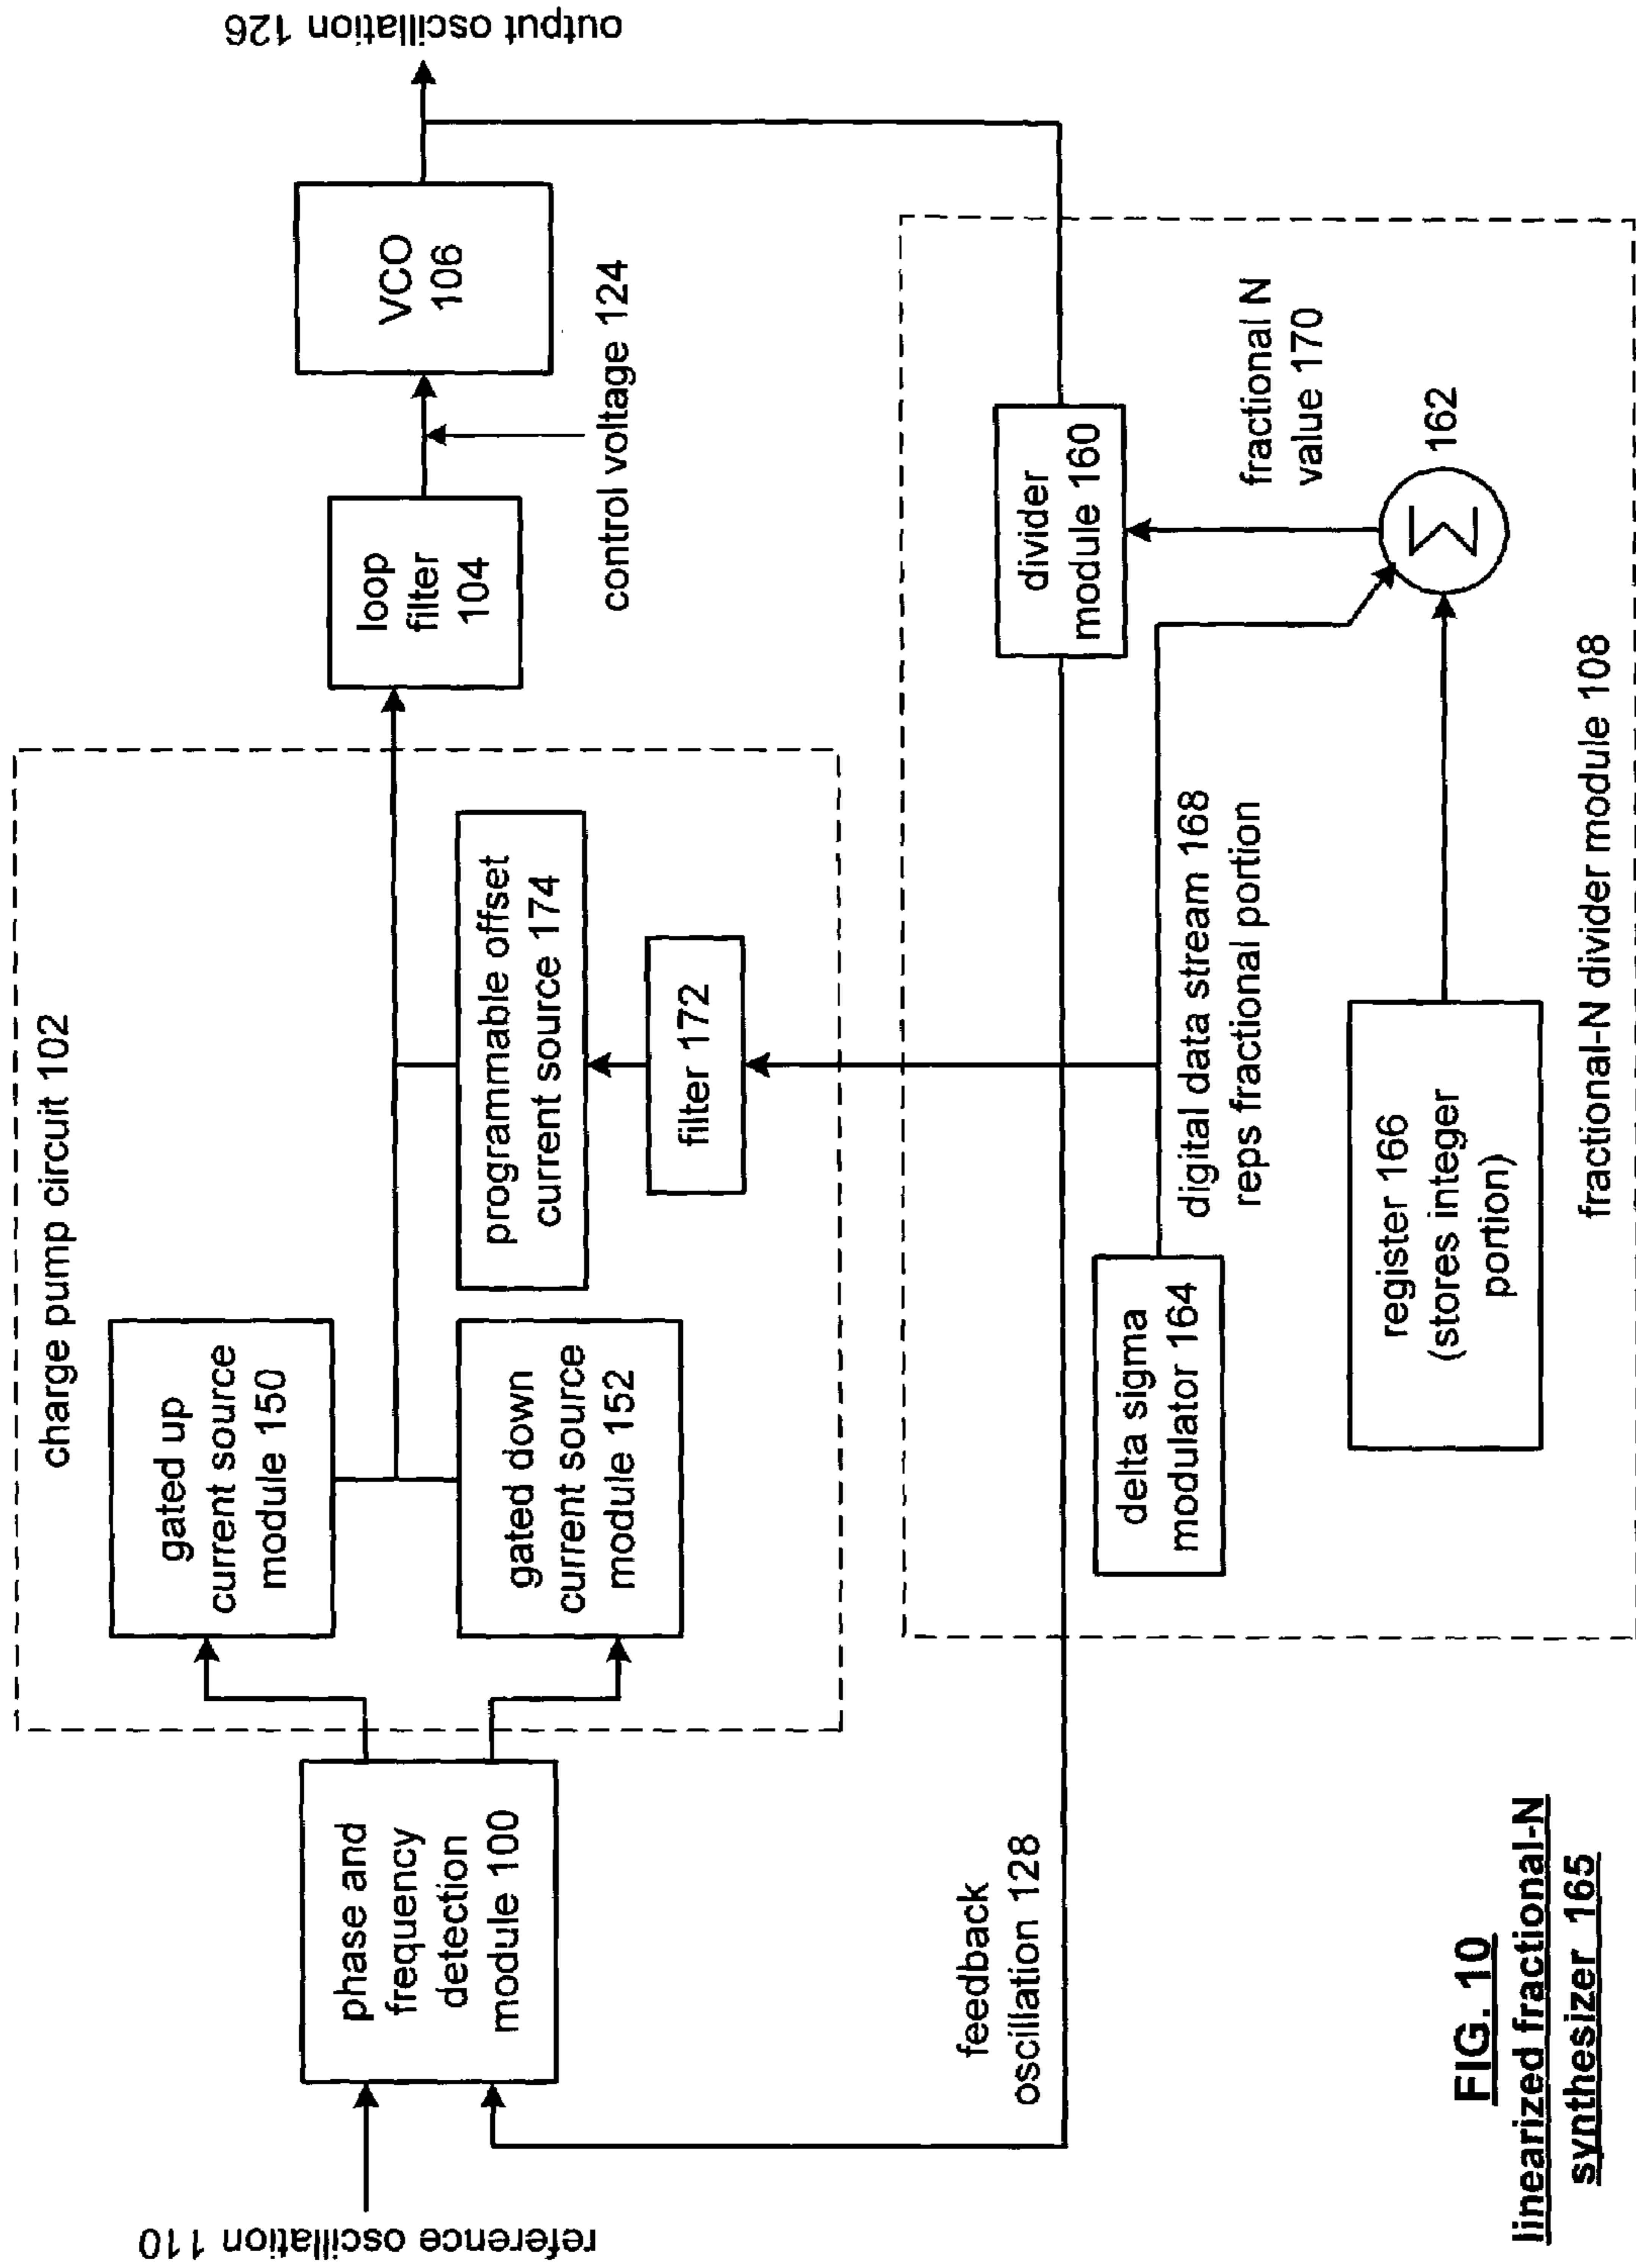 reference oscillation 110
phase and
frequency
detection
module 100
charge pump circuit 102
gated up
current source
module 150
gated down
current source
module 152
programmable offset
current source 174
filter 172
loop
filter
104
control voltage 124
VCO
106
output oscillation 126
feedback
oscillation 128
divider
module 160
fractional N
value 170
Σ
162
digital data stream 168
reps fractional portion
delta sigma
modulator 164
register 166
(stores integer
portion)
fractional-N divider module 108
FIG. 10
linearized fractional-N
synthesizer 165